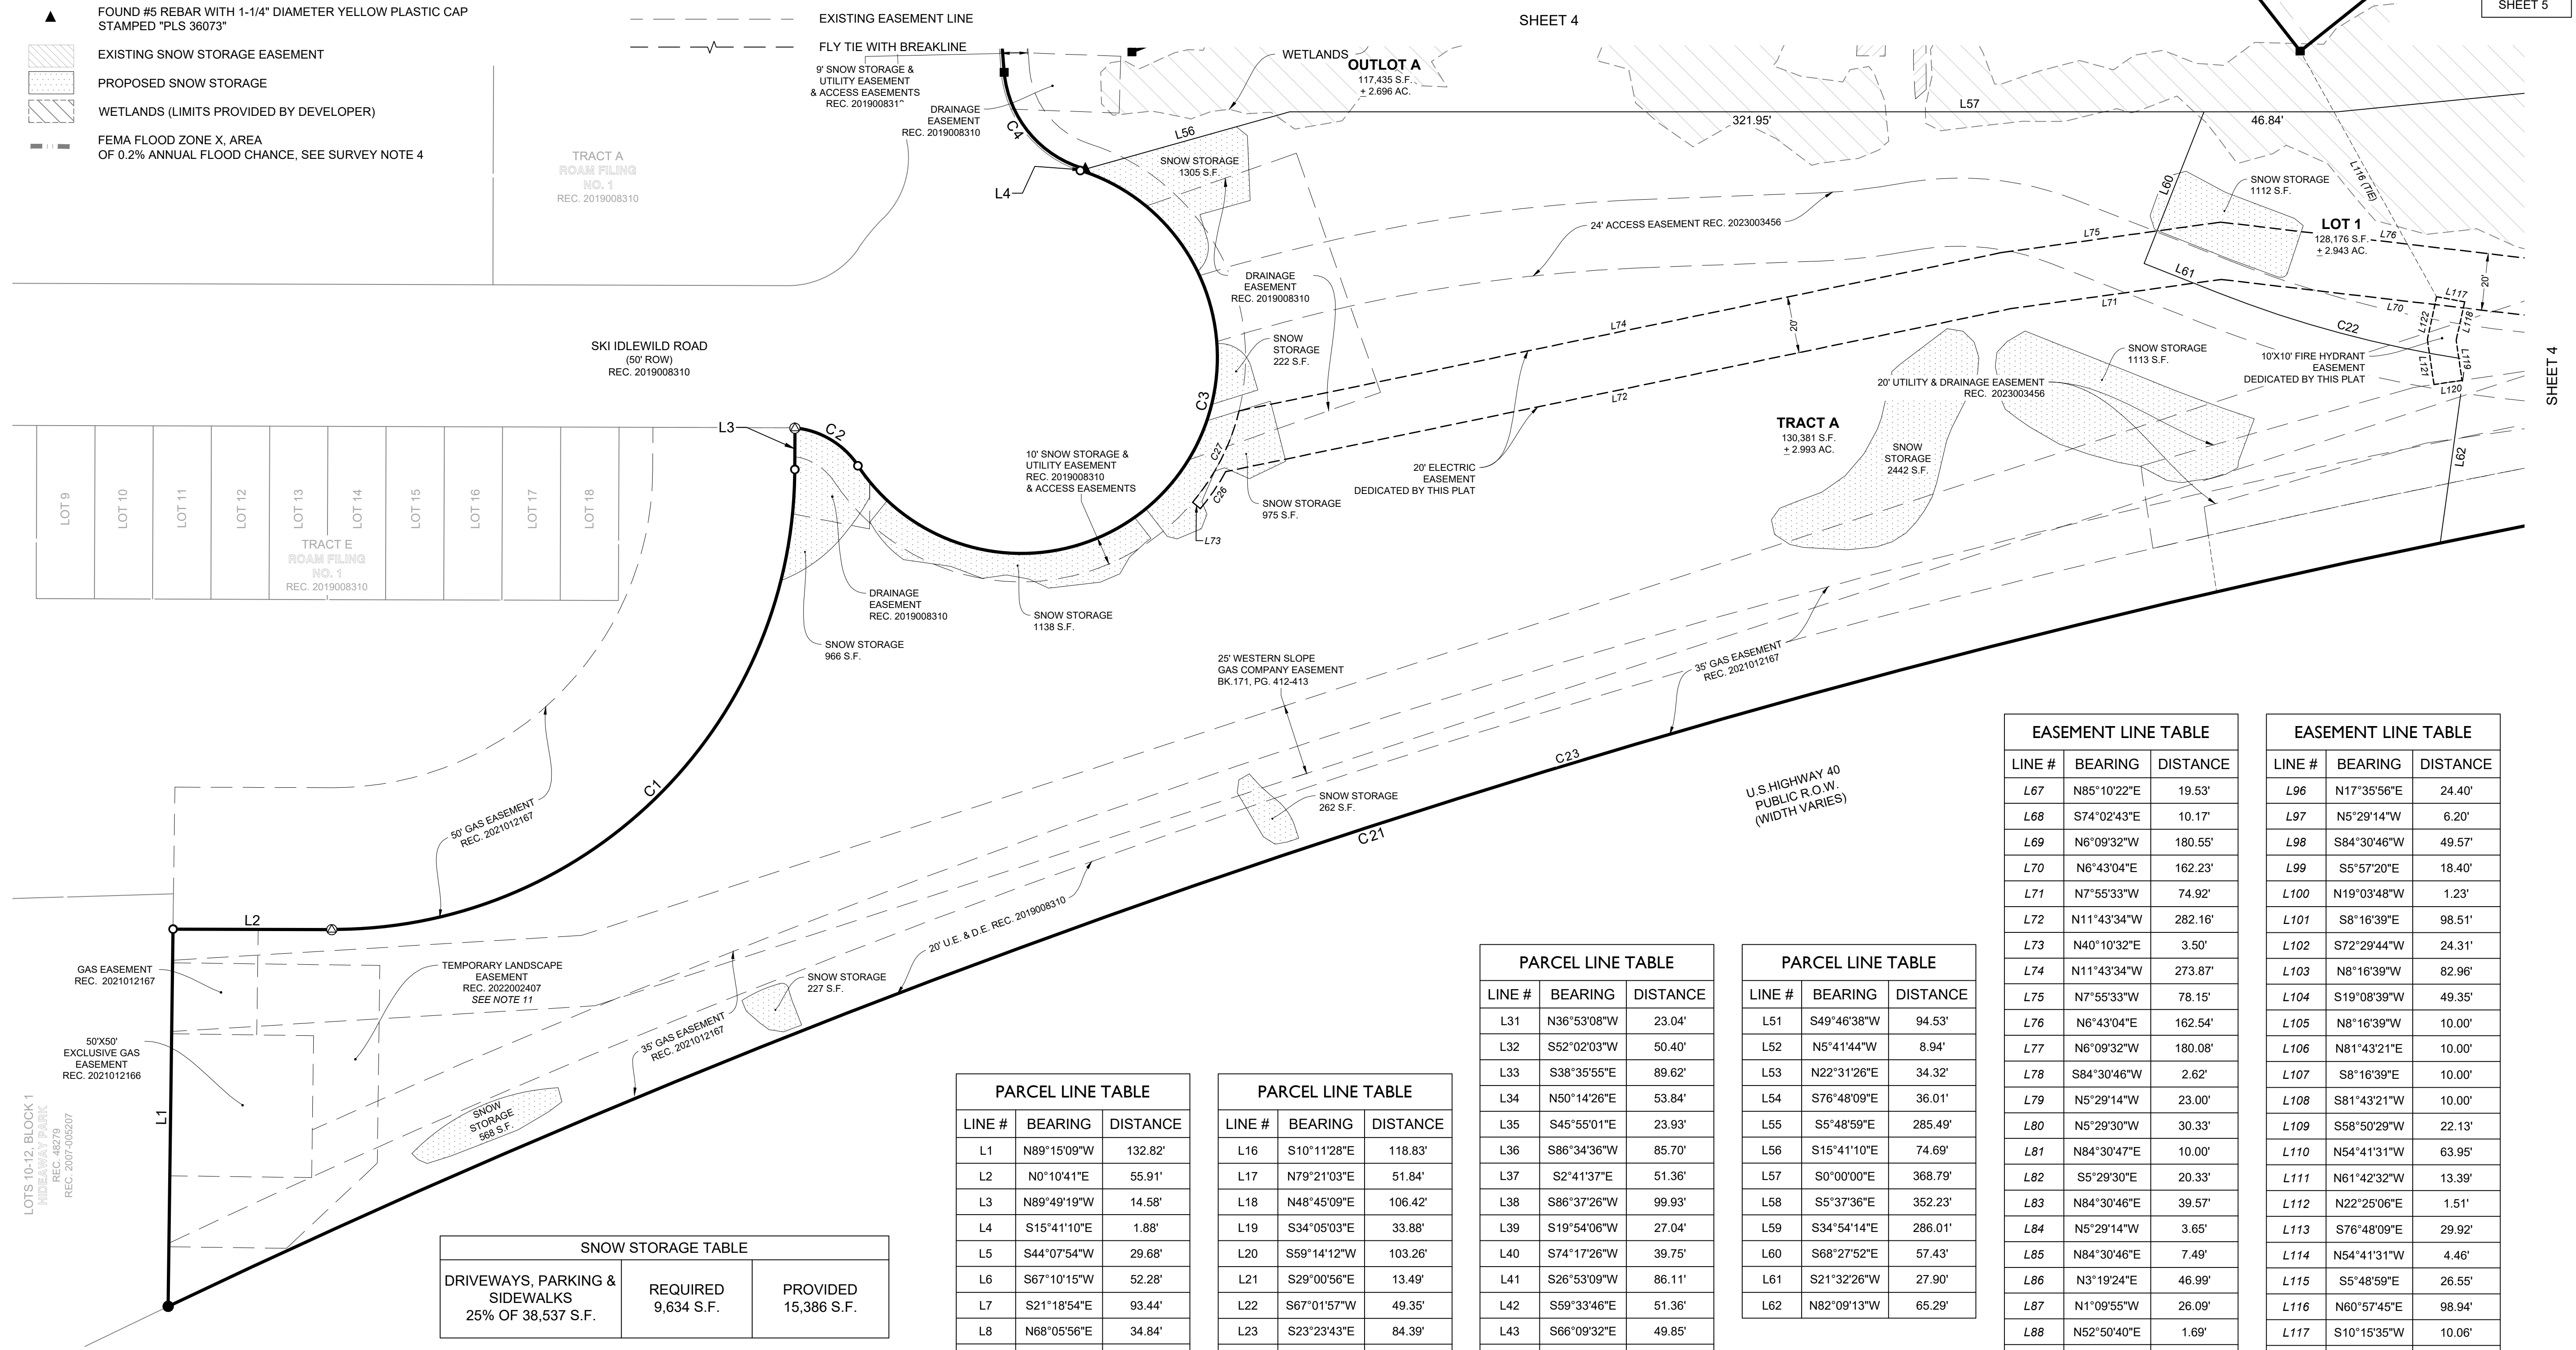 FOUND #5 REBAR WITH 1-1/4" DIAMETER YELLOW PLASTIC CAP
STAMPED "PLS 36073"
EXISTING SNOW STORAGE EASEMENT
PROPOSED SNOW STORAGE
WETLANDS (LIMITS PROVIDED BY DEVELOPER)
FEMA FLOOD ZONE X, AREA
OF 0.2% ANNUAL FLOOD CHANCE, SEE SURVEY NOTE 4
EXISTING EASEMENT LINE
FLY TIE WITH BREAKLINE
SHEET 4
SHEET 5
9' SNOW STORAGE &
UTILITY EASEMENT
& ACCESS EASEMENTS
REC. 201900831
DRAINAGE
EASEMENT
REC. 2019008310
C4
L4
WETLANDS
OUTLOT A
117,435 S.F.
± 2.696 AC.
L56
L57
321.95'
46.84'
TRACT A
ROAM FILING
NO. 1
REC. 2019008310
SNOW STORAGE
1305 S.F.
24' ACCESS EASEMENT REC. 2023003456
L60
SNOW STORAGE
1112 S.F.
L116 (TIE)
LOT 1
128,176 S.F.
± 2.943 AC.
L75
L76
L61
20'
L117
L118
L122
L70
L71
C22
L119
L121
L120
10'X10' FIRE HYDRANT
EASEMENT
DEDICATED BY THIS PLAT
SHEET 4
DRAINAGE
EASEMENT
REC. 2019008310
L74
20'
SNOW
STORAGE
222 S.F.
SKI IDLEWILD ROAD
(50' ROW)
REC. 2019008310
SNOW STORAGE
1113 S.F.
20' UTILITY & DRAINAGE EASEMENT
REC. 2023003456
C3
L72
TRACT A
130,381 S.F.
± 2.993 AC.
SNOW
STORAGE
2442 S.F.
L62
L3
C2
C27
C26
L73
10' SNOW STORAGE &
UTILITY EASEMENT
REC. 2019008310
& ACCESS EASEMENTS
SNOW STORAGE
975 S.F.
20' ELECTRIC
EASEMENT
DEDICATED BY THIS PLAT
LOT 9
LOT 10
LOT 11
LOT 12
LOT 13
LOT 14
LOT 15
LOT 16
LOT 17
LOT 18
TRACT E
ROAM FILING
NO. 1
REC. 2019008310
DRAINAGE
EASEMENT
REC. 2019008310
SNOW STORAGE
1138 S.F.
SNOW STORAGE
966 S.F.
25' WESTERN SLOPE
GAS COMPANY EASEMENT
BK.171, PG. 412-413
35' GAS EASEMENT
REC. 2021012167
C1
50' GAS EASEMENT
REC. 2021012167
C23
C21
SNOW STORAGE
262 S.F.
U.S.HIGHWAY 40
PUBLIC R.O.W.
(WIDTH VARIES)
L2
20' U.E. & D.E. REC. 2019008310
GAS EASEMENT
REC. 2021012167
TEMPORARY LANDSCAPE
EASEMENT
REC. 2022002407
SEE NOTE 11
SNOW STORAGE
227 S.F.
35' GAS EASEMENT
REC. 2021012167
50'X50'
EXCLUSIVE GAS
EASEMENT
REC. 2021012166
L1
SNOW
STORAGE
568 S.F.
LOTS 10-12, BLOCK 1
HIDEAWAY PARK
REC. 48279
REC. 2007-005207
SNOW STORAGE TABLE
DRIVEWAYS, PARKING &
SIDEWALKS
25% OF 38,537 S.F.
REQUIRED
9,634 S.F.
PROVIDED
15,386 S.F.
PARCEL LINE TABLE
LINE # BEARING DISTANCE
L1 N89°15'09"W 132.82'
L2 N0°10'41"E 55.91'
L3 N89°49'19"W 14.58'
L4 S15°41'10"E 1.88'
L5 S44°07'54"W 29.68'
L6 S67°10'15"W 52.28'
L7 S21°18'54"E 93.44'
L8 N68°05'56"E 34.84'
PARCEL LINE TABLE
LINE # BEARING DISTANCE
L16 S10°11'28"E 118.83'
L17 N79°21'03"E 51.84'
L18 N48°45'09"E 106.42'
L19 S34°05'03"E 33.88'
L20 S59°14'12"W 103.26'
L21 S29°00'56"E 13.49'
L22 S67°01'57"W 49.35'
L23 S23°23'43"E 84.39'
PARCEL LINE TABLE
LINE # BEARING DISTANCE
L31 N36°53'08"W 23.04'
L32 S52°02'03"W 50.40'
L33 S38°35'55"E 89.62'
L34 N50°14'26"E 53.84'
L35 S45°55'01"E 23.93'
L36 S86°34'36"W 85.70'
L37 S2°41'37"E 51.36'
L38 S86°37'26"W 99.93'
L39 S19°54'06"W 27.04'
L40 S74°17'26"W 39.75'
L41 S26°53'09"W 86.11'
L42 S59°33'46"E 51.36'
L43 S66°09'32"E 49.85'
PARCEL LINE TABLE
LINE # BEARING DISTANCE
L51 S49°46'38"W 94.53'
L52 N5°41'44"W 8.94'
L53 N22°31'26"E 34.32'
L54 S76°48'09"E 36.01'
L55 S5°48'59"E 285.49'
L56 S15°41'10"E 74.69'
L57 S0°00'00"E 368.79'
L58 S5°37'36"E 352.23'
L59 S34°54'14"E 286.01'
L60 S68°27'52"E 57.43'
L61 S21°32'26"W 27.90'
L62 N82°09'13"W 65.29'
EASEMENT LINE TABLE
LINE # BEARING DISTANCE
L67 N85°10'22"E 19.53'
L68 S74°02'43"E 10.17'
L69 N6°09'32"W 180.55'
L70 N6°43'04"E 162.23'
L71 N7°55'33"W 74.92'
L72 N11°43'34"W 282.16'
L73 N40°10'32"E 3.50'
L74 N11°43'34"W 273.87'
L75 N7°55'33"W 78.15'
L76 N6°43'04"E 162.54'
L77 N6°09'32"W 180.08'
L78 S84°30'46"W 2.62'
L79 N5°29'14"W 23.00'
L80 N5°29'30"W 30.33'
L81 N84°30'47"E 10.00'
L82 S5°29'30"E 20.33'
L83 N84°30'46"E 39.57'
L84 N5°29'14"W 3.65'
L85 N84°30'46"E 7.49'
L86 N3°19'24"E 46.99'
L87 N1°09'55"W 26.09'
L88 N52°50'40"E 1.69'
EASEMENT LINE TABLE
LINE # BEARING DISTANCE
L96 N17°35'56"E 24.40'
L97 N5°29'14"W 6.20'
L98 S84°30'46"W 49.57'
L99 S5°57'20"E 18.40'
L100 N19°03'48"W 1.23'
L101 S8°16'39"E 98.51'
L102 S72°29'44"W 24.31'
L103 N8°16'39"W 82.96'
L104 S19°08'39"W 49.35'
L105 N8°16'39"W 10.00'
L106 N81°43'21"E 10.00'
L107 S8°16'39"E 10.00'
L108 S81°43'21"W 10.00'
L109 S58°50'29"W 22.13'
L110 N54°41'31"W 63.95'
L111 N61°42'32"W 13.39'
L112 N22°25'06"E 1.51'
L113 S76°48'09"E 29.92'
L114 N54°41'31"W 4.46'
L115 S5°48'59"E 26.55'
L116 N60°57'45"E 98.94'
L117 S10°15'35"W 10.06'